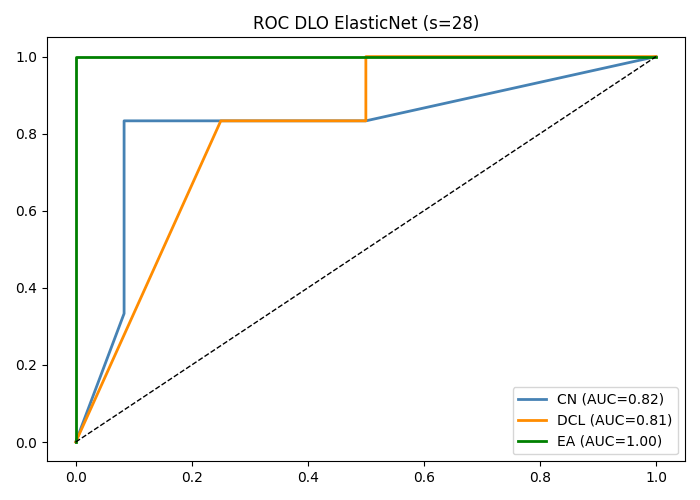 ROC DLO ElasticNet (s=28)
1.0
0.8
0.6
0.4
0.2
0.0
0.0 0.2 0.4 0.6 0.8 1.0
CN (AUC=0.82)
DCL (AUC=0.81)
EA (AUC=1.00)